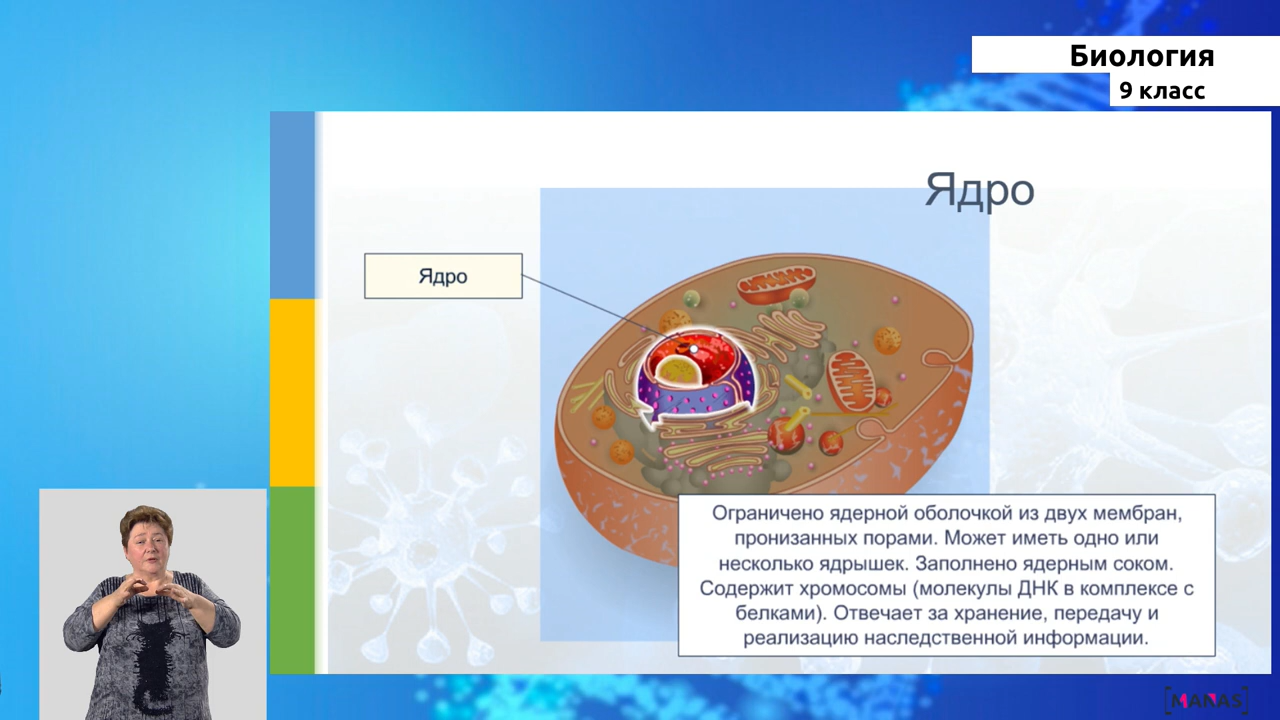 Биология
9 класс
Ядро
Ядро
Ограничено ядерной оболочкой из двух мембран,
пронизанных порами. Может иметь одно или
несколько ядрышек. Заполнено ядерным соком.
Содержит хромосомы (молекулы ДНК в комплексе с
белками). Отвечает за хранение, передачу и
реализацию наследственной информации.
[MANAS]